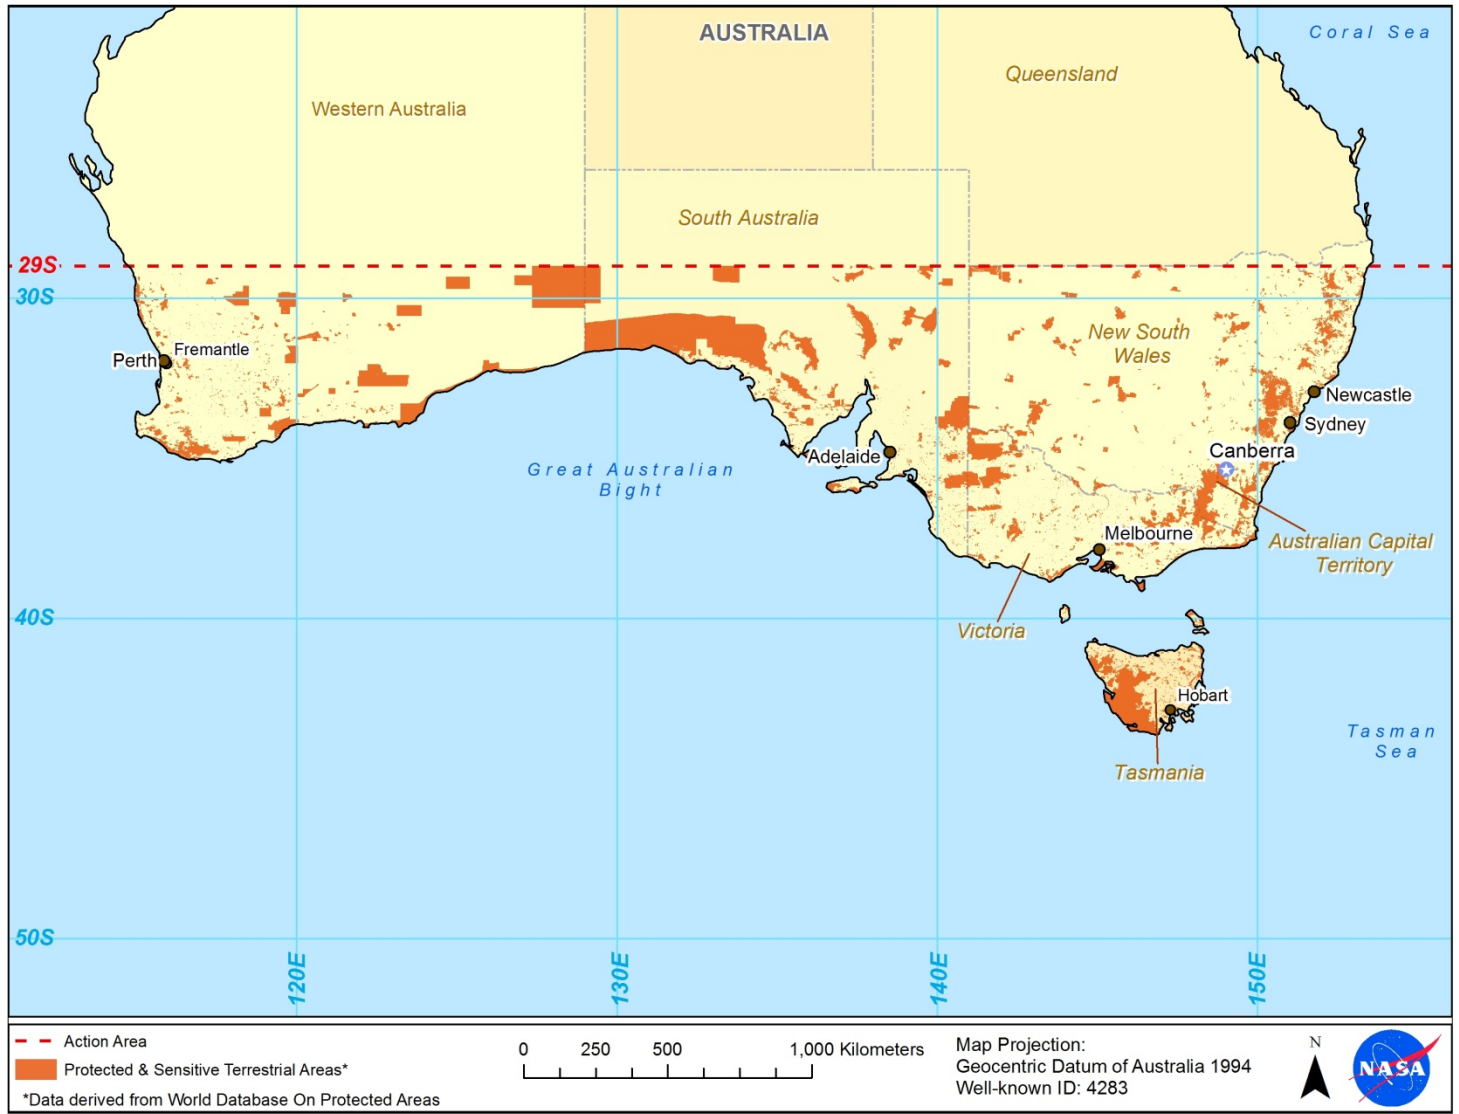 AUSTRALIA
Coral Sea
Queensland
Western Australia
South Australia
29S
30S
New South
Wales
Perth
Fremantle
Newcastle
Sydney
Canberra
Adelaide
Great Australian
Bight
Melbourne
Australian Capital
Territory
40S
Victoria
Hobart
Tasman
Sea
Tasmania
50S
120E
130E
140E
150E
Action Area
Protected & Sensitive Terrestrial Areas*
*Data derived from World Database On Protected Areas
0 250 500 1,000 Kilometers
Map Projection:
Geocentric Datum of Australia 1994
Well-known ID: 4283
N
NASA